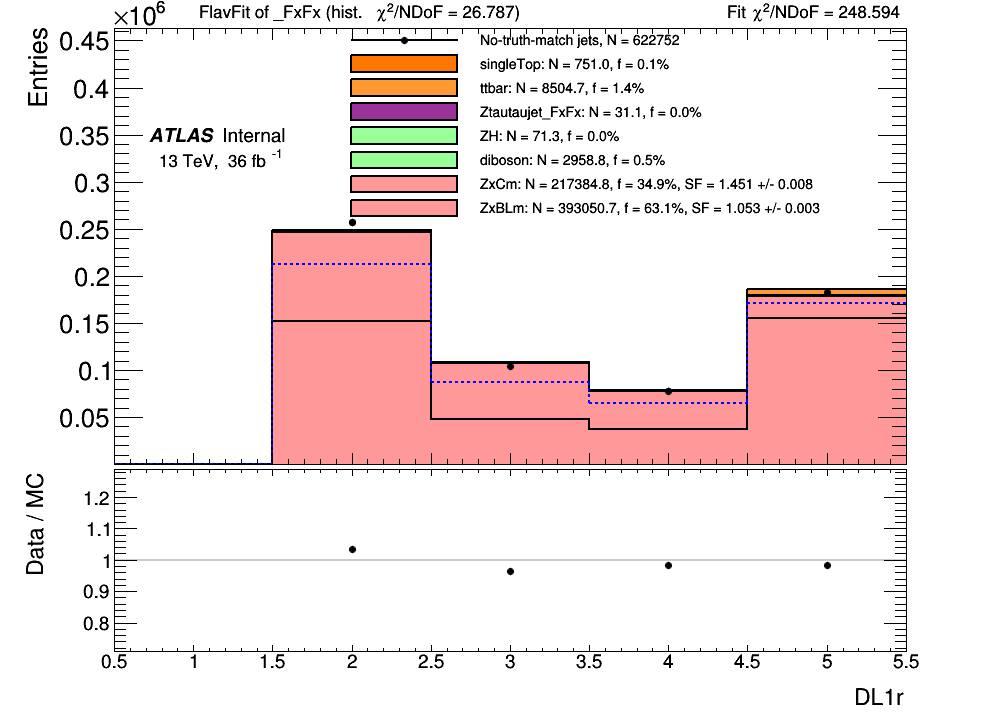 ×10⁶ FlavFit of _FxFx (hist. χ²/NDoF = 26.787) Fit χ²/NDoF = 248.594
Entries
No-truth-match jets, N = 622752
singleTop: N = 751.0, f = 0.1%
ttbar: N = 8504.7, f = 1.4%
Ztautaujet_FxFx: N = 31.1, f = 0.0%
ZH: N = 71.3, f = 0.0%
diboson: N = 2958.8, f = 0.5%
ZxCm: N = 217384.8, f = 34.9%, SF = 1.451 +/- 0.008
ZxBLm: N = 393050.7, f = 63.1%, SF = 1.053 +/- 0.003
ATLAS Internal
13 TeV, 36 fb⁻¹
0.45
0.4
0.35
0.3
0.25
0.2
0.15
0.1
0.05
Data / MC
1.2
1.1
1
0.9
0.8
0.5 1 1.5 2 2.5 3 3.5 4 4.5 5 5.5
DL1r